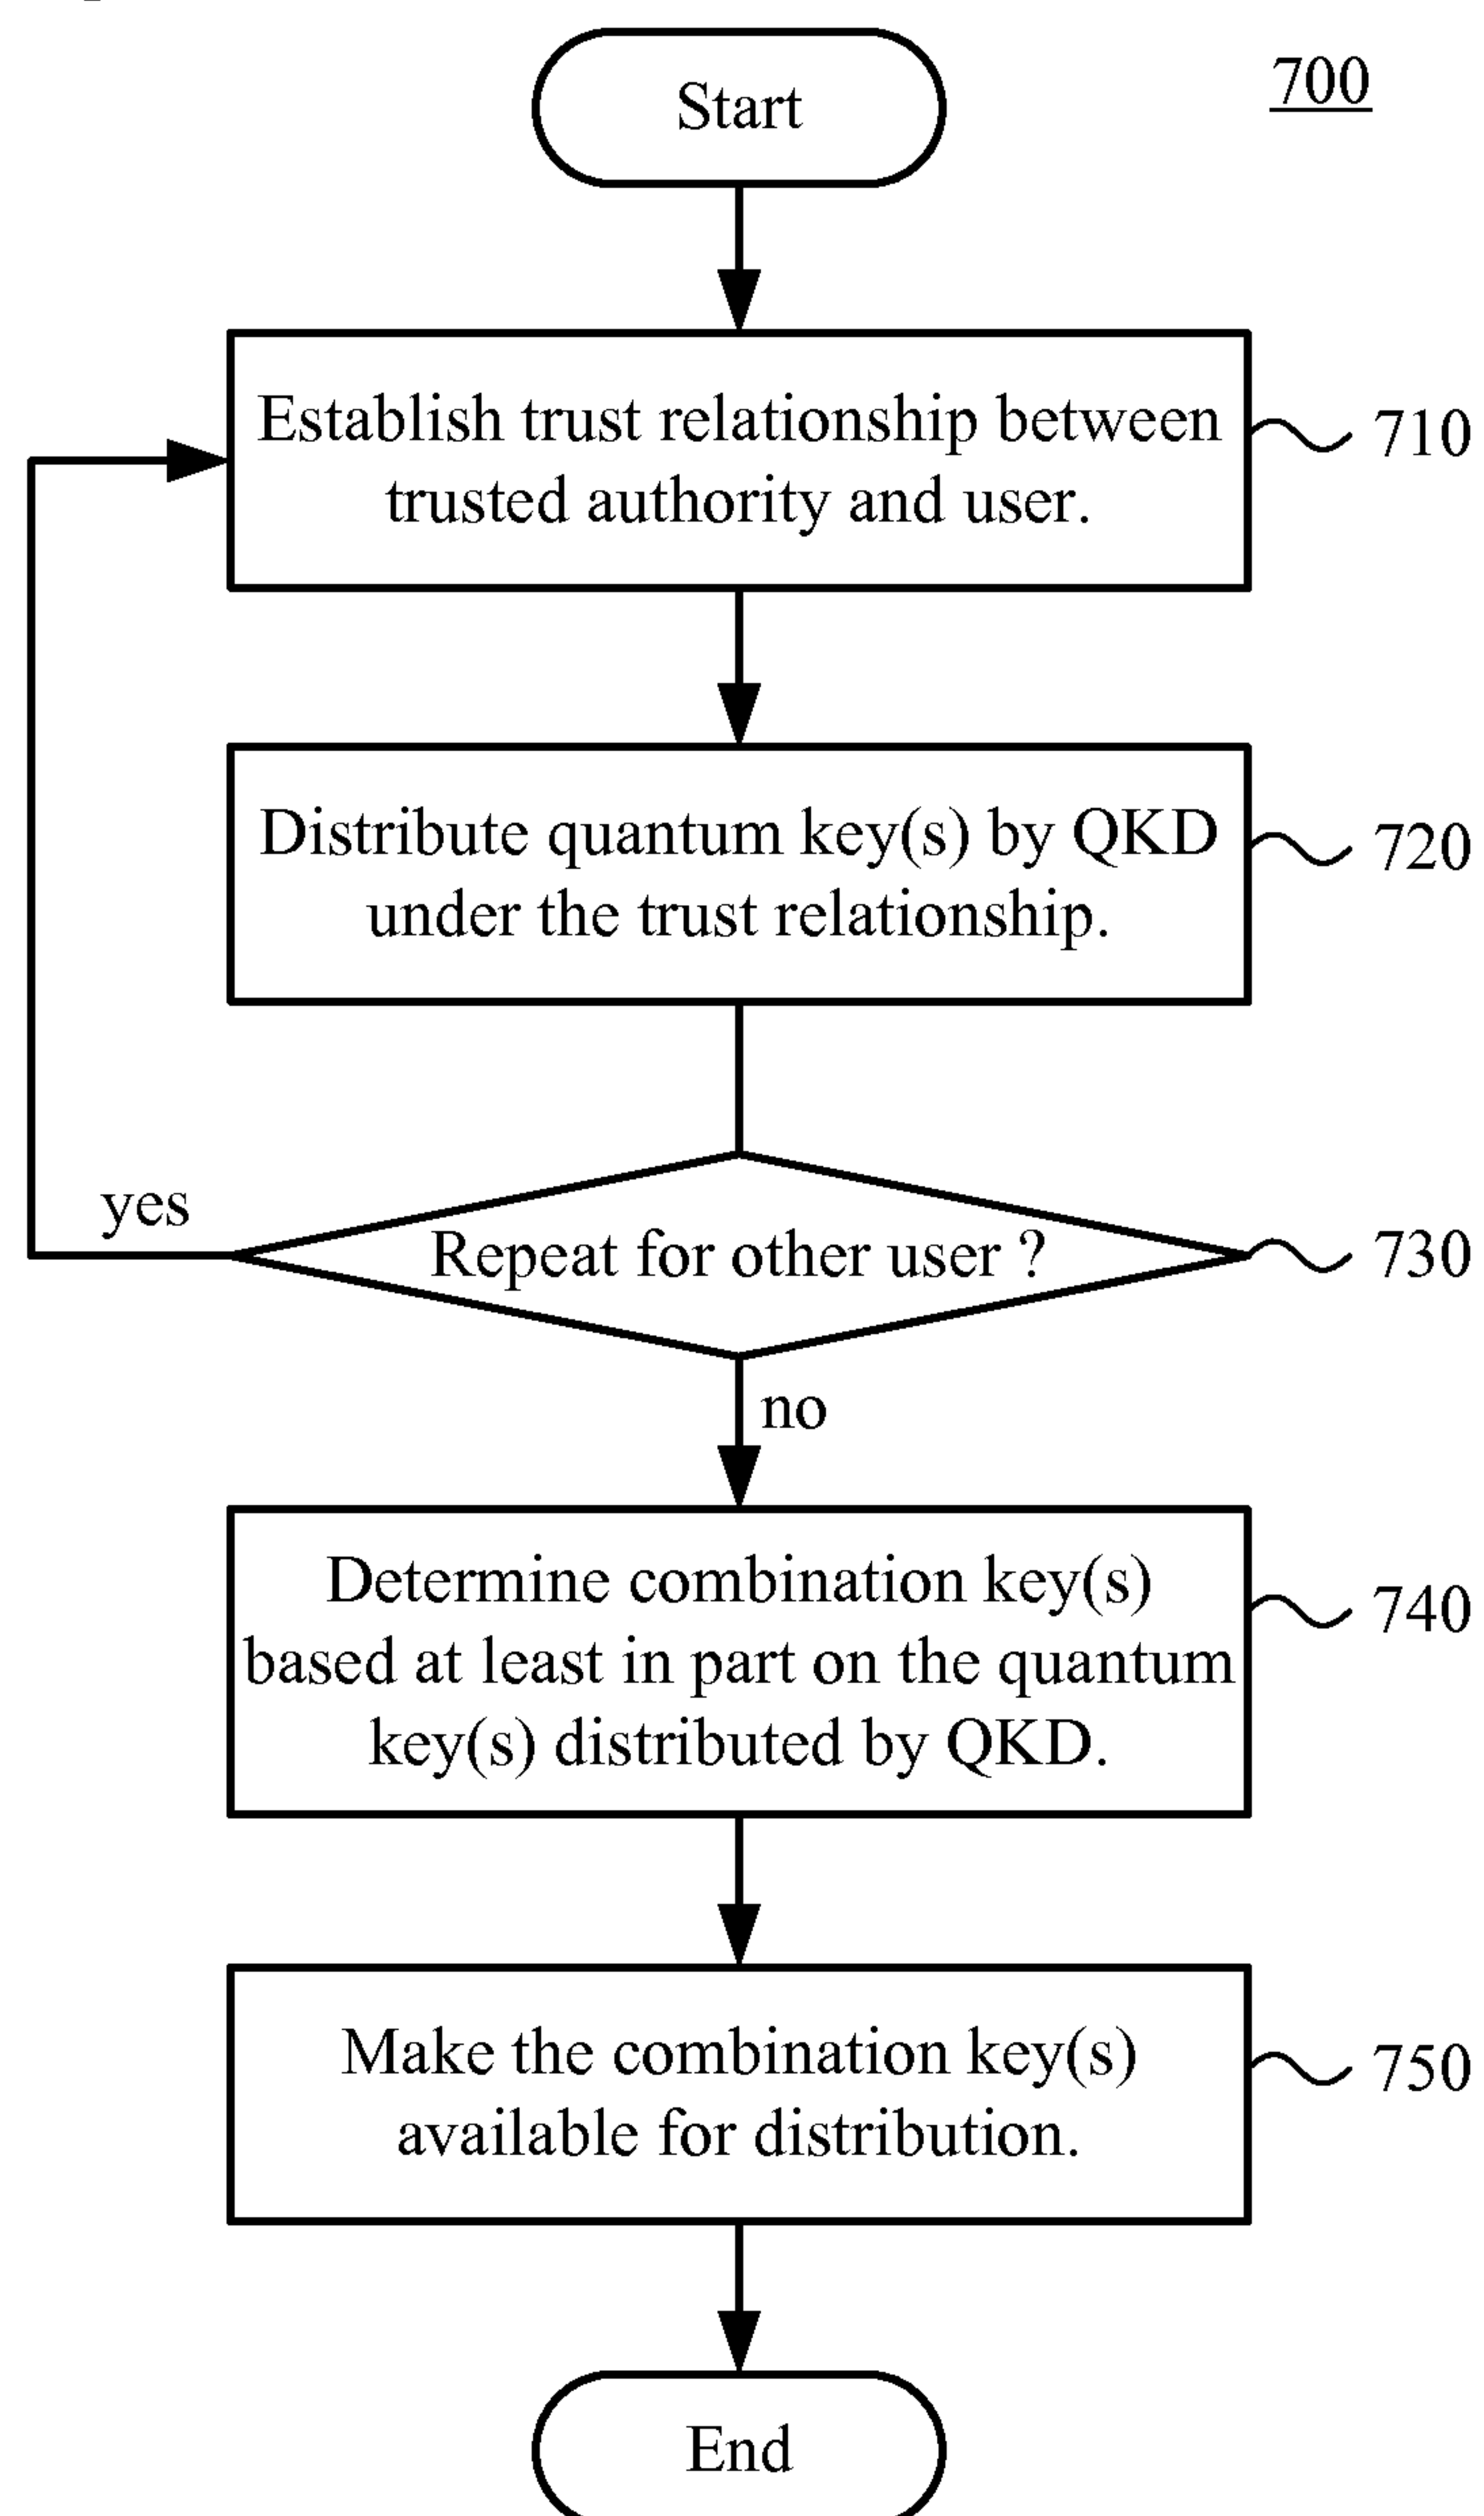 Start
700
Establish trust relationship between
trusted authority and user.
710
Distribute quantum key(s) by QKD
under the trust relationship.
720
yes
Repeat for other user ?
730
no
Determine combination key(s)
based at least in part on the quantum
key(s) distributed by QKD.
740
Make the combination key(s)
available for distribution.
750
End